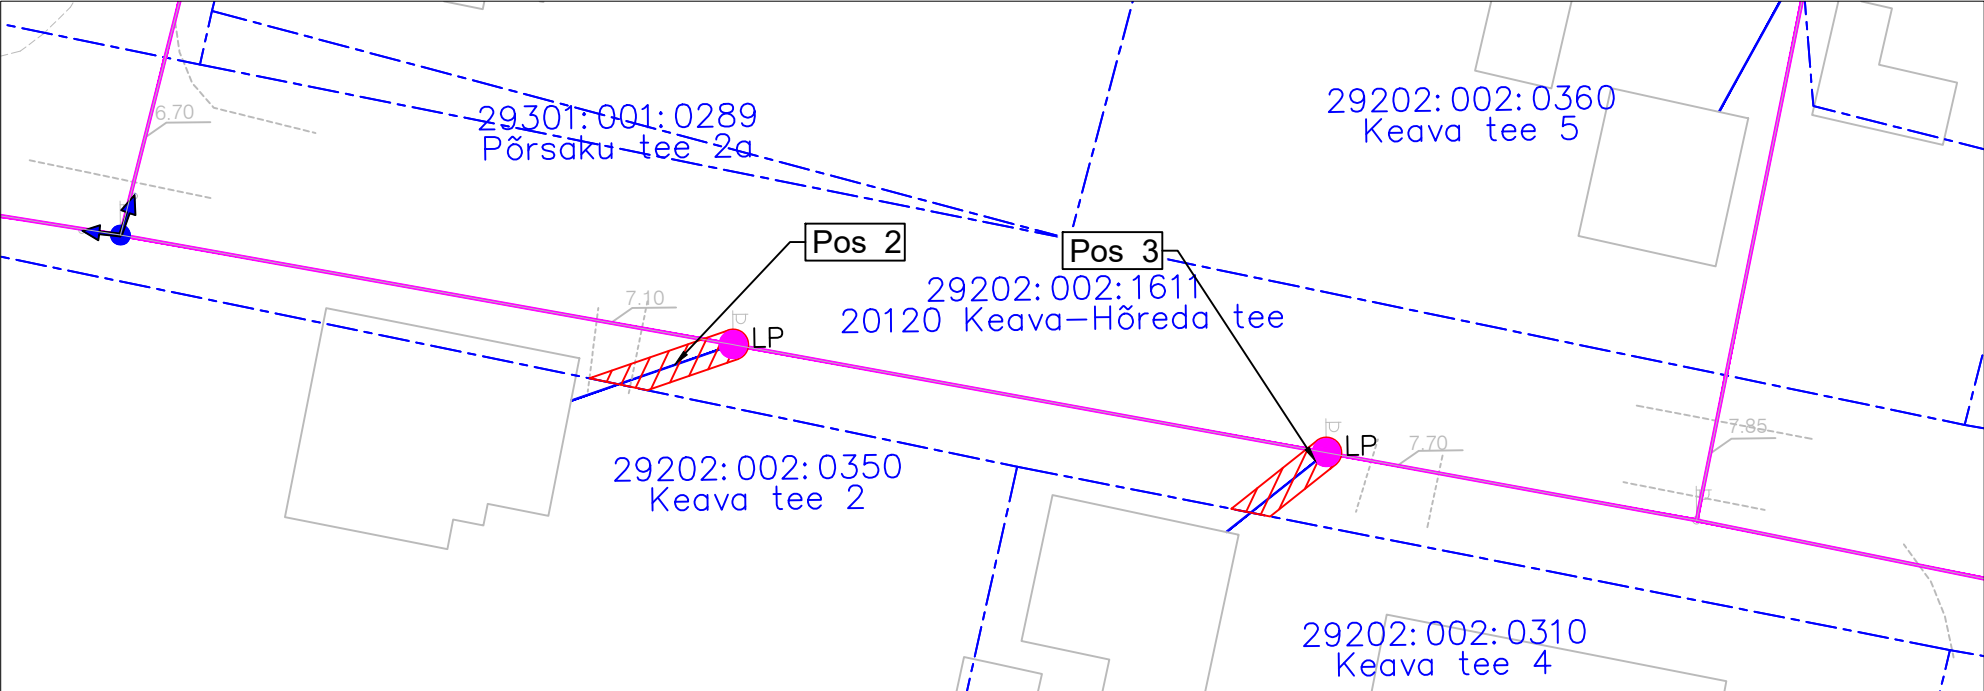 29202:002:0360
Keava tee 5
29301:001:0289
Põrsaku tee 2a
6.70
Pos 2
Pos 3
29202:002:1611
20120 Keava–Hõreda tee
7.10
LP
LP
7.70
7.85
29202:002:0350
Keava tee 2
29202:002:0310
Keava tee 4